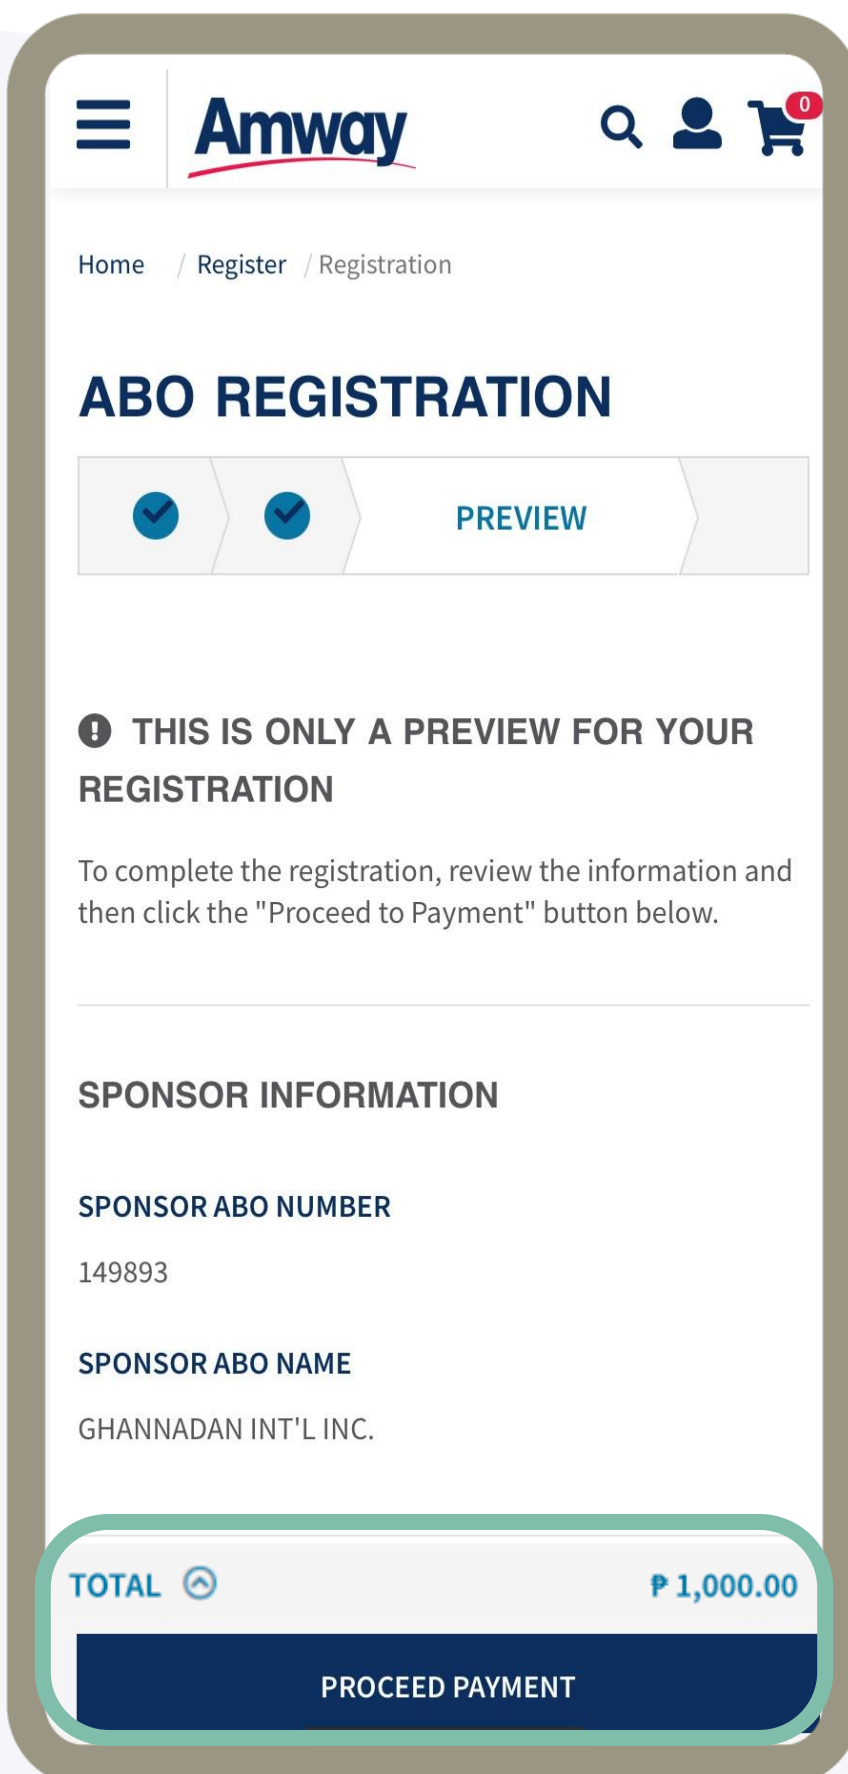 Amway
0
Home / Register / Registration
ABO REGISTRATION
PREVIEW
THIS IS ONLY A PREVIEW FOR YOUR
REGISTRATION
To complete the registration, review the information and
then click the "Proceed to Payment" button below.
SPONSOR INFORMATION
SPONSOR ABO NUMBER
149893
SPONSOR ABO NAME
GHANNADAN INT'L INC.
TOTAL ₱ 1,000.00
PROCEED PAYMENT